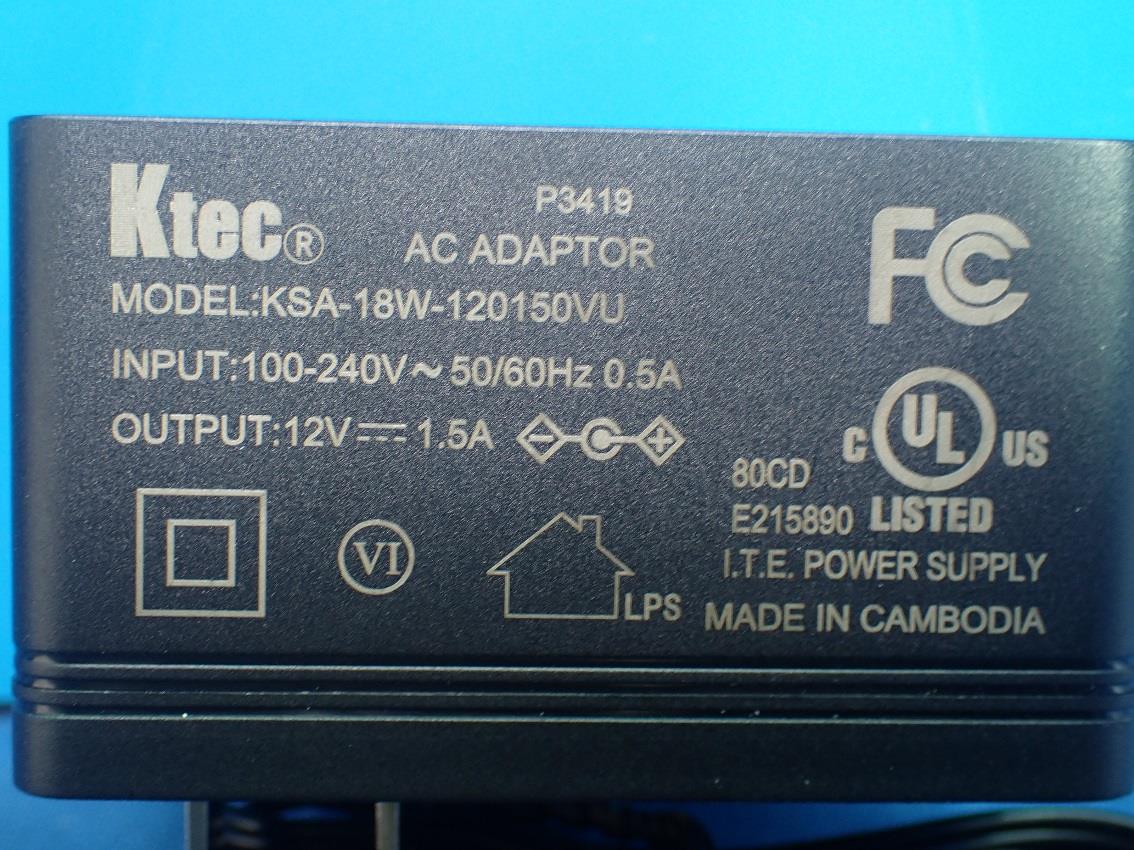 Ktec®
P3419
AC ADAPTOR
MODEL:KSA-18W-120150VU
INPUT:100-240V~50/60Hz 0.5A
OUTPUT:12V⎓1.5A
FC
C UL US
LISTED
80CD
E215890
I.T.E. POWER SUPPLY
MADE IN CAMBODIA
VI
LPS